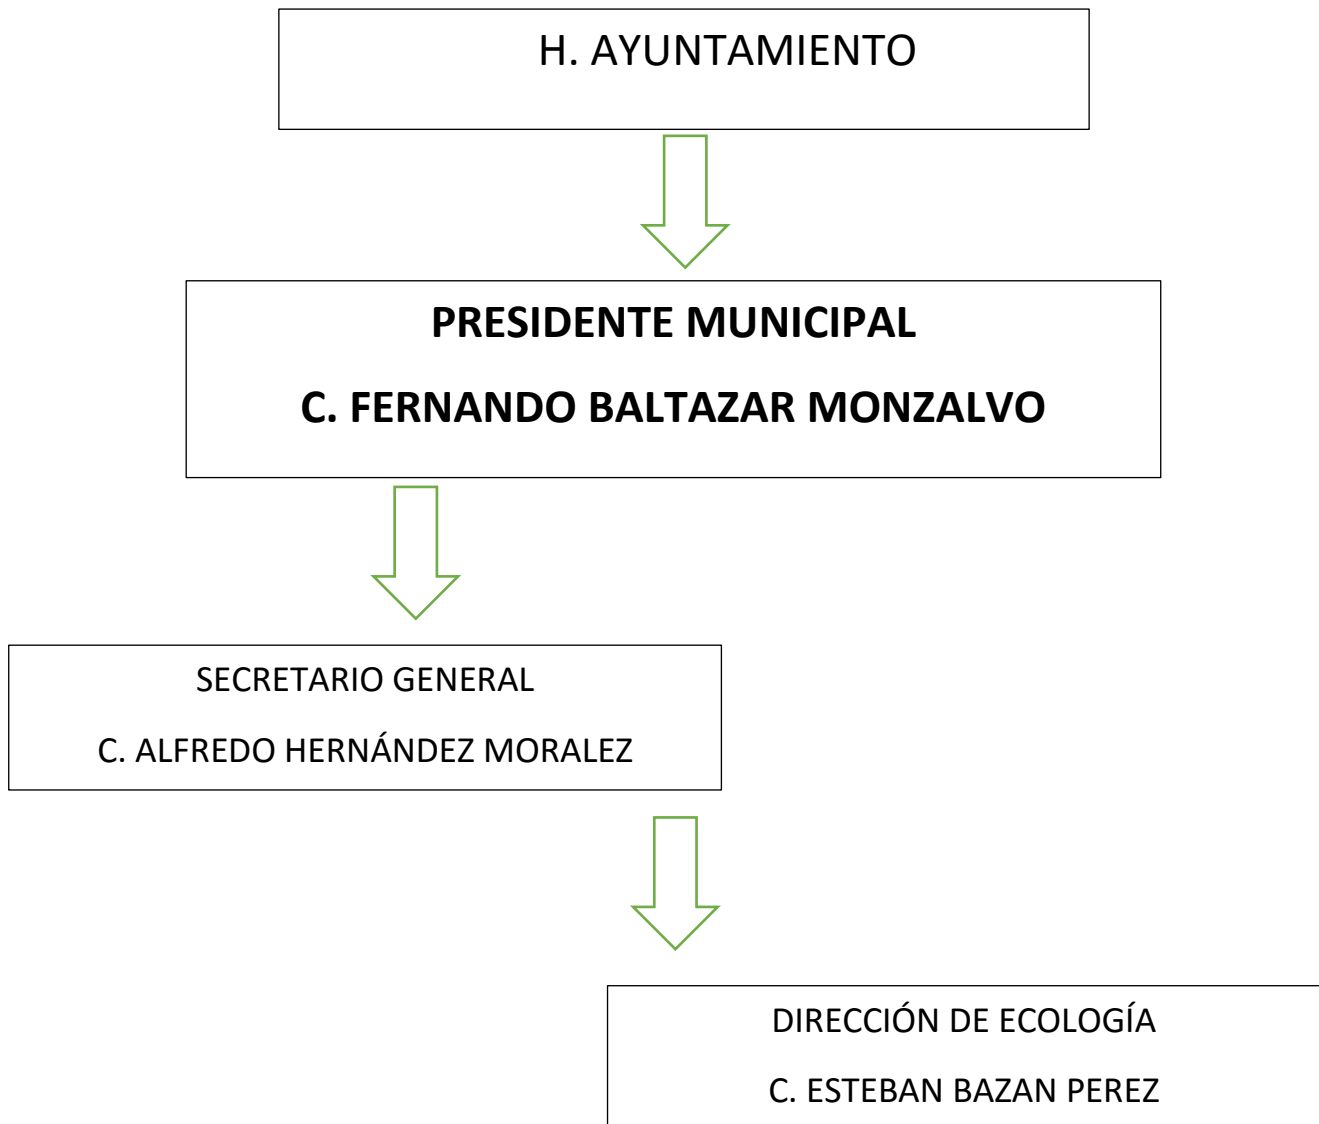 H. AYUNTAMIENTO
PRESIDENTE MUNICIPAL
C. FERNANDO BALTAZAR MONZALVO
SECRETARIO GENERAL
C. ALFREDO HERNÁNDEZ MORALEZ
DIRECCIÓN DE ECOLOGÍA
C. ESTEBAN BAZAN PEREZ